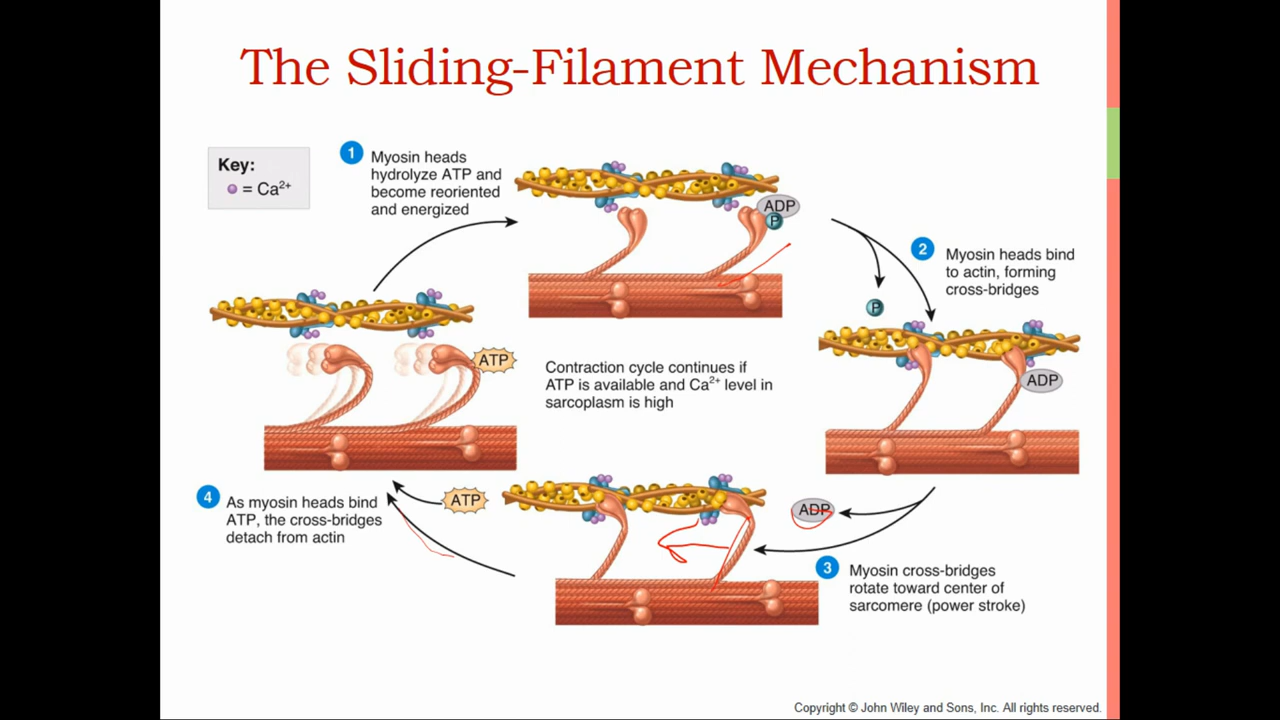 The Sliding-Filament Mechanism
Key:
= Ca2+
1
Myosin heads
hydrolyze ATP and
become reoriented
and energized
ADP
P
2
Myosin heads bind
to actin, forming
cross-bridges
P
ADP
ATP
Contraction cycle continues if
ATP is available and Ca2+ level in
sarcoplasm is high
ADP
3
Myosin cross-bridges
rotate toward center of
sarcomere (power stroke)
ATP
4
As myosin heads bind
ATP, the cross-bridges
detach from actin
Copyright © John Wiley and Sons, Inc. All rights reserved.